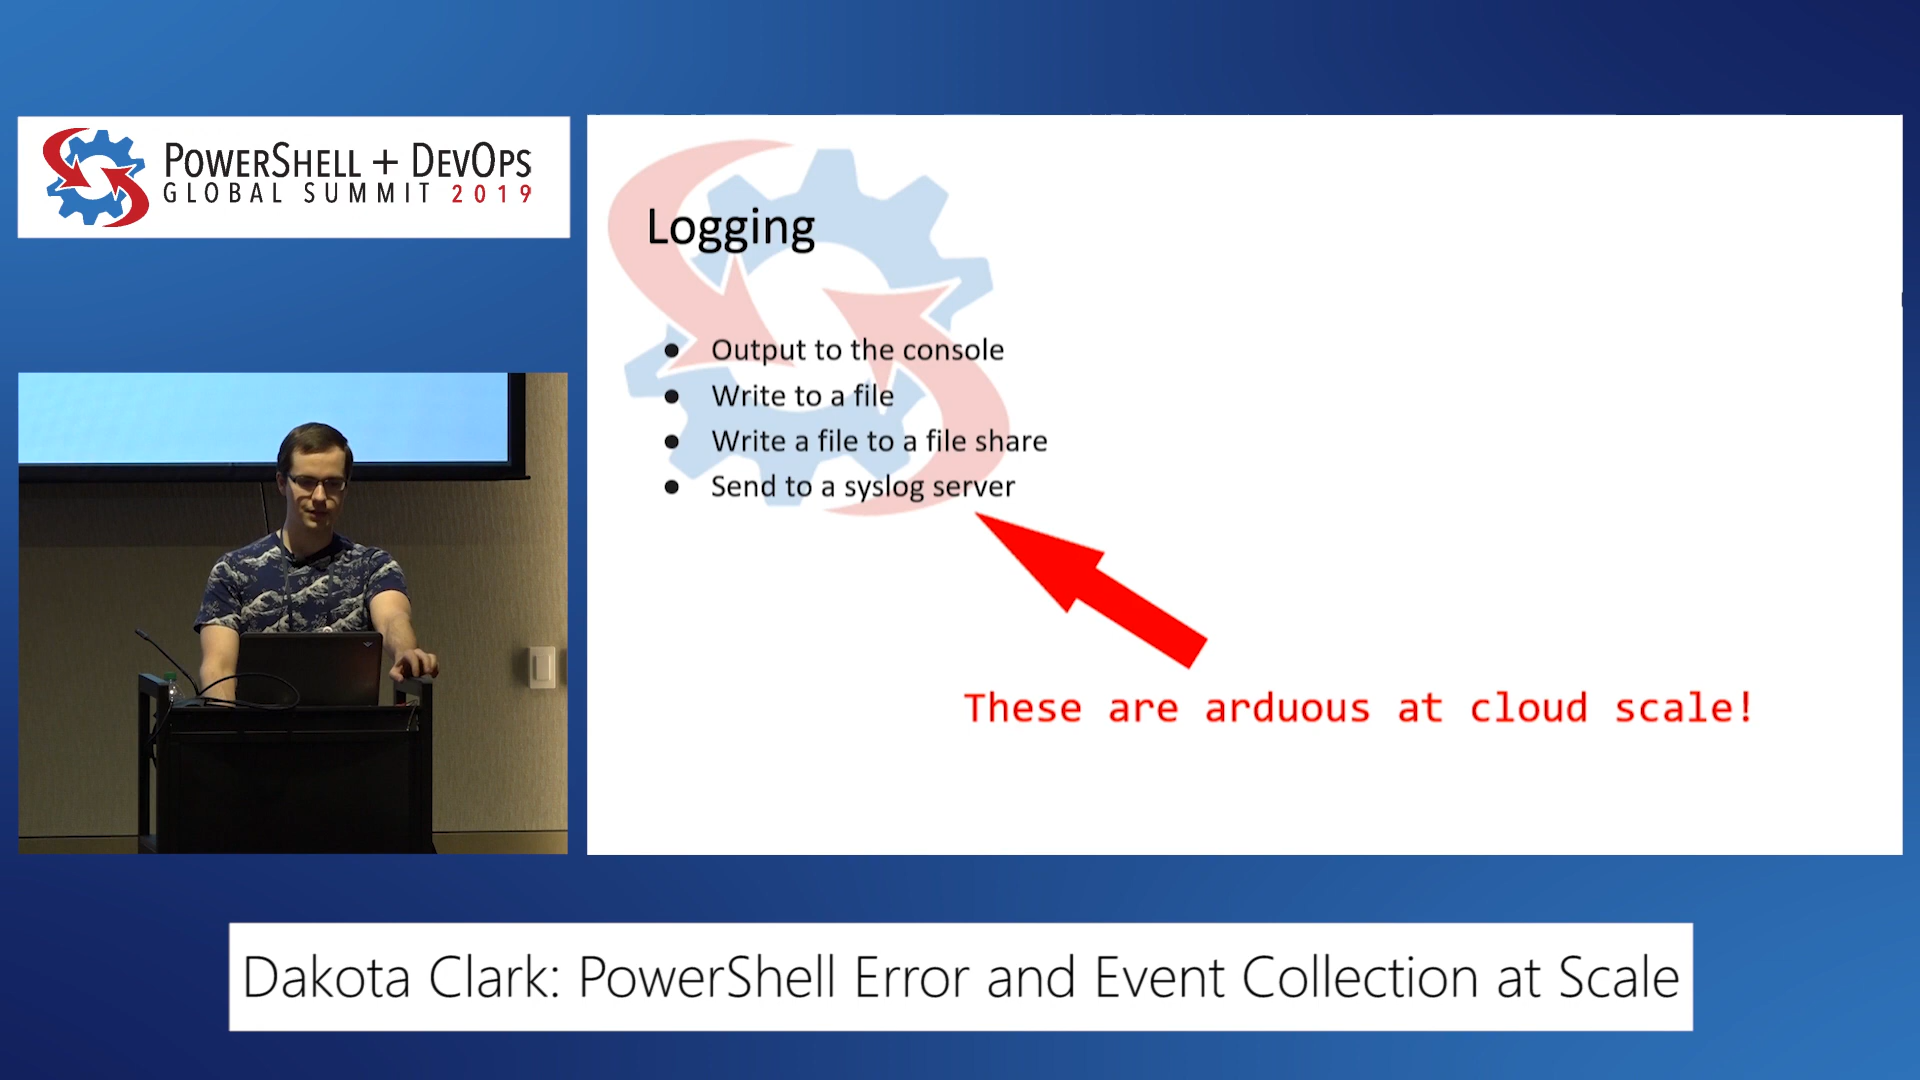 POWERSHELL + DEVOPS
GLOBAL SUMMIT 2019
Logging
● Output to the console
● Write to a file
● Write a file to a file share
● Send to a syslog server
These are arduous at cloud scale!
Dakota Clark: PowerShell Error and Event Collection at Scale